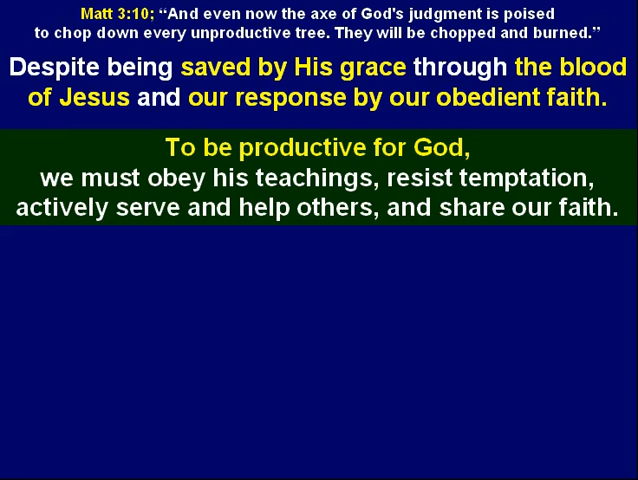 Matt 3:10; “And even now the axe of God's judgment is poised
to chop down every unproductive tree. They will be chopped and burned.”
Despite being saved by His grace through the blood
of Jesus and our response by our obedient faith.
To be productive for God,
we must obey his teachings, resist temptation,
actively serve and help others, and share our faith.